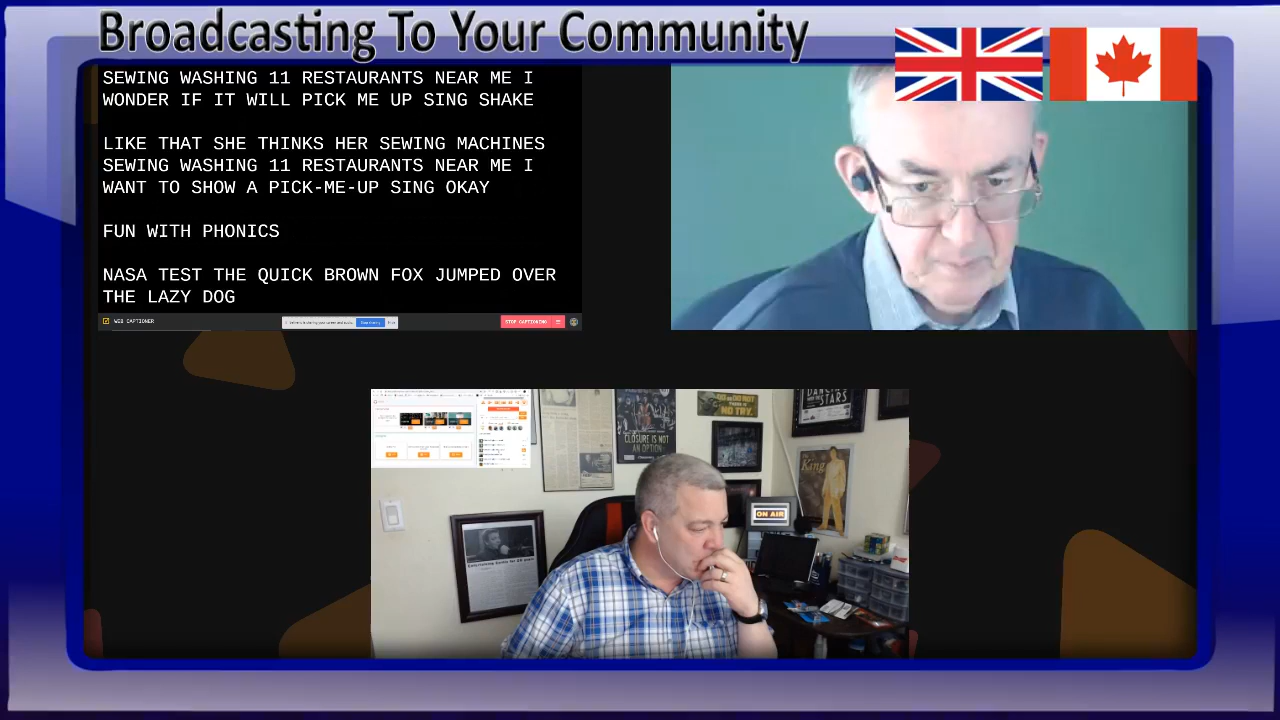 Broadcasting To Your Community
SEWING WASHING 11 RESTAURANTS NEAR ME I
WONDER IF IT WILL PICK ME UP SING SHAKE
LIKE THAT SHE THINKS HER SEWING MACHINES
SEWING WASHING 11 RESTAURANTS NEAR ME I
WANT TO SHOW A PICK-ME-UP SING OKAY
FUN WITH PHONICS
NASA TEST THE QUICK BROWN FOX JUMPED OVER
THE LAZY DOG
WEB CAPTIONER
STOP CAPTIONING
DANCING
STARS
DO OR DO NOT
NO TRY.
CLOSURE IS NOT
AN OPTION
King
ON AIR